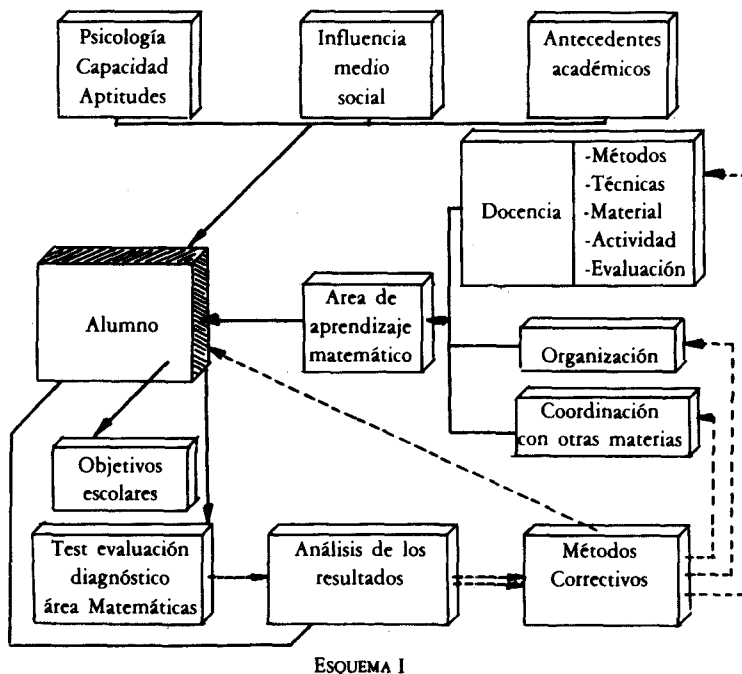 Psicología
Capacidad
Aptitudes
Influencia
medio
social
Antecedentes
académicos
Docencia
-Métodos
-Técnicas
-Material
-Actividad
-Evaluación
Alumno
Area de
aprendizaje
matemático
Organización
Coordinación
con otras materias
Objetivos
escolares
Test evaluación
diagnóstico
área Matemáticas
Análisis de los
resultados
Métodos
Correctivos
ESQUEMA I